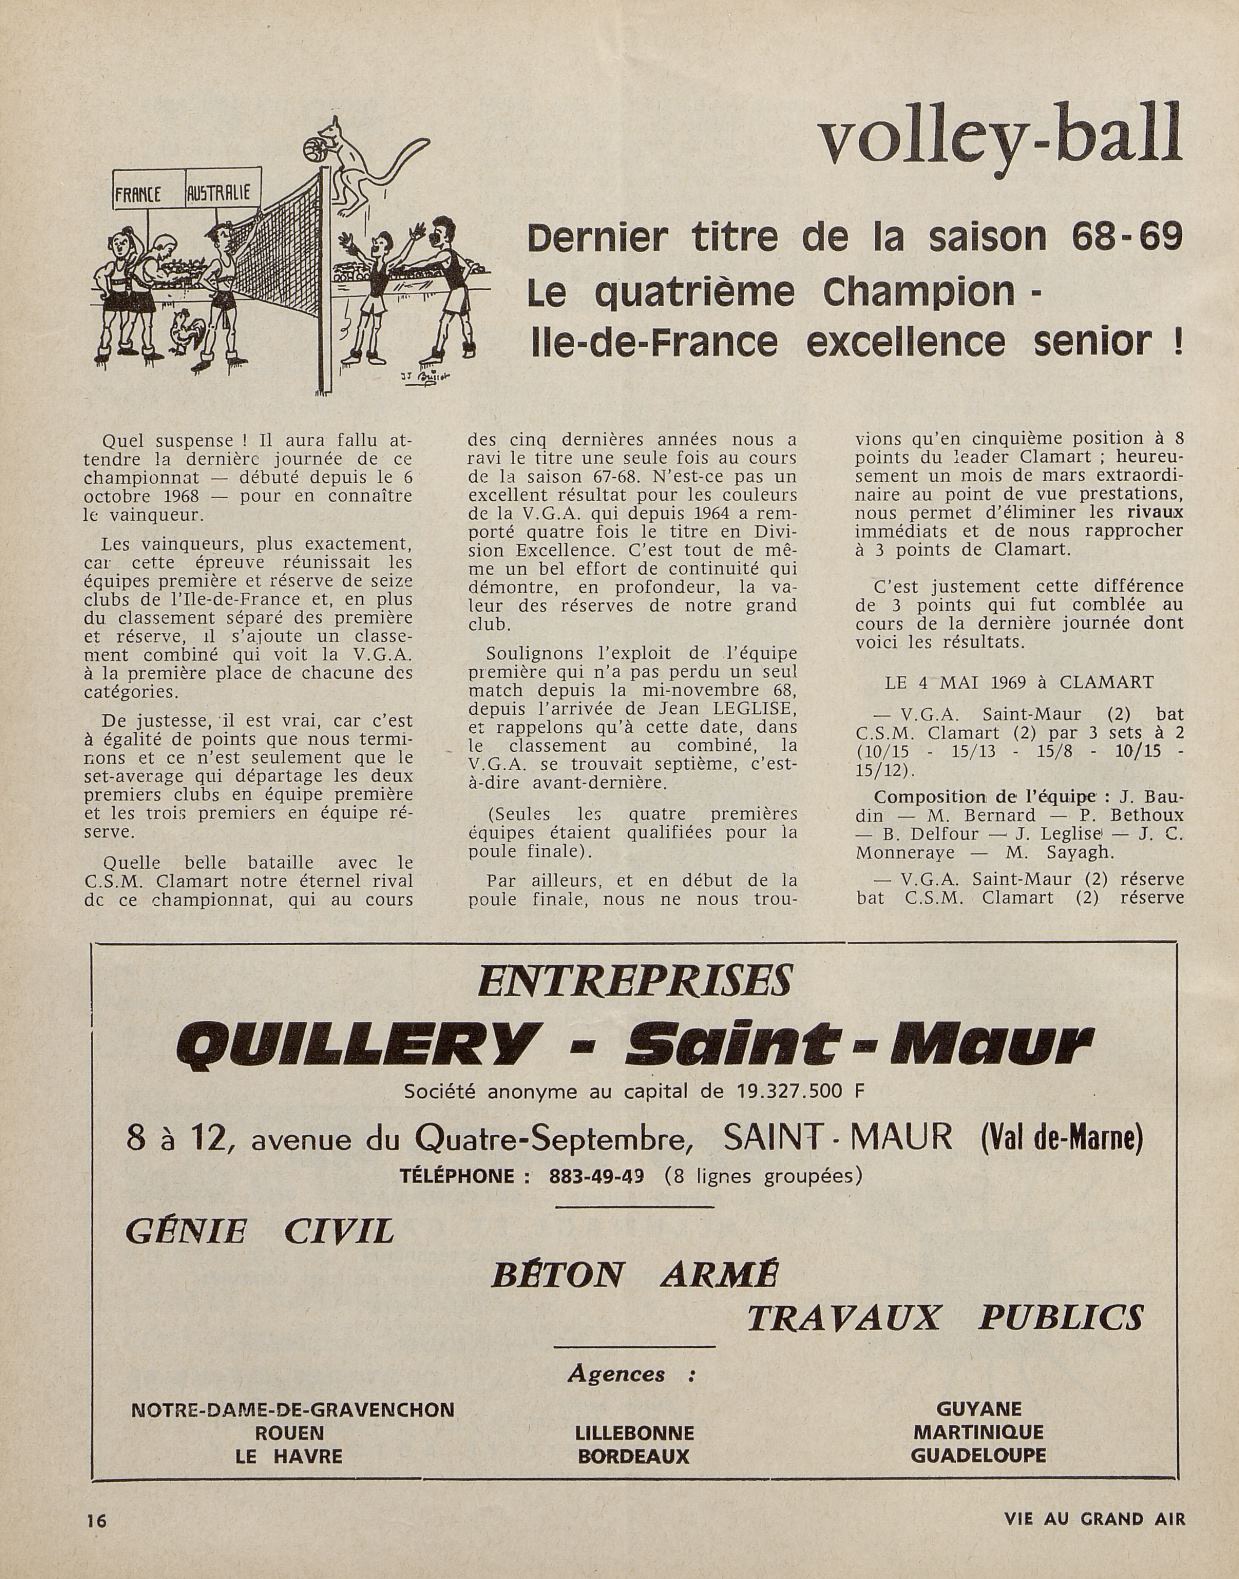 volley-ball
FRANCE AUSTRALIE
JJ
Dernier titre de la saison 68-69
Le quatrième Champion -
Ile-de-France excellence senior !
Quel suspense ! Il aura fallu at-
tendre la dernière journée de ce
championnat — débuté depuis le 6
octobre 1968 — pour en connaître
le vainqueur.
Les vainqueurs, plus exactement,
car cette épreuve réunissait les
équipes première et réserve de seize
clubs de l'Ile-de-France et, en plus
du classement séparé des première
et réserve, il s'ajoute un classe-
ment combiné qui voit la V.G.A.
à la première place de chacune des
catégories.
De justesse, il est vrai, car c'est
à égalité de points que nous termi-
nons et ce n'est seulement que le
set-average qui départage les deux
premiers clubs en équipe première
et les trois premiers en équipe ré-
serve.
Quelle belle bataille avec le
C.S.M. Clamart notre éternel rival
de ce championnat, qui au cours
des cinq dernières années nous a
ravi le titre une seule fois au cours
de la saison 67-68. N'est-ce pas un
excellent résultat pour les couleurs
de la V.G.A. qui depuis 1964 a rem-
porté quatre fois le titre en Divi-
sion Excellence. C'est tout de mê-
me un bel effort de continuité qui
démontre, en profondeur, la va-
leur des réserves de notre grand
club.
Soulignons l'exploit de l'équipe
première qui n'a pas perdu un seul
match depuis la mi-novembre 68,
depuis l'arrivée de Jean LEGLISE,
et rappelons qu'à cette date, dans
le classement au combiné, la
V.G.A. se trouvait septième, c'est-
à-dire avant-dernière.
(Seules les quatre premières
équipes étaient qualifiées pour la
poule finale).
Par ailleurs, et en début de la
poule finale, nous ne nous trou-
vions qu'en cinquième position à 8
points du leader Clamart ; heureu-
sement un mois de mars extraordi-
naire au point de vue prestations,
nous permet d'éliminer les rivaux
immédiats et de nous rapprocher
à 3 points de Clamart.
C'est justement cette différence
de 3 points qui fut comblée au
cours de la dernière journée dont
voici les résultats.
LE 4 MAI 1969 à CLAMART
— V.G.A. Saint-Maur (2) bat
C.S.M. Clamart (2) par 3 sets à 2
(10/15 - 15/13 - 15/8 - 10/15 -
15/12).
Composition de l'équipe : J. Bau-
din — M. Bernard — P. Bethoux
— B. Delfour — J. Leglise — J. C.
Monneraye — M. Sayagh.
— V.G.A. Saint-Maur (2) réserve
bat C.S.M. Clamart (2) réserve
ENTREPRISES
QUILLERY - Saint-Maur
Société anonyme au capital de 19.327.500 F
8 à 12, avenue du Quatre-Septembre, SAINT-MAUR (Val de-Marne)
TÉLÉPHONE : 883-49-49 (8 lignes groupées)
GÉNIE CIVIL
BÉTON ARMÉ
TRAVAUX PUBLICS
Agences :
NOTRE-DAME-DE-GRAVENCHON
ROUEN
LE HAVRE
LILLEBONNE
BORDEAUX
GUYANE
MARTINIQUE
GUADELOUPE
16
VIE AU GRAND AIR